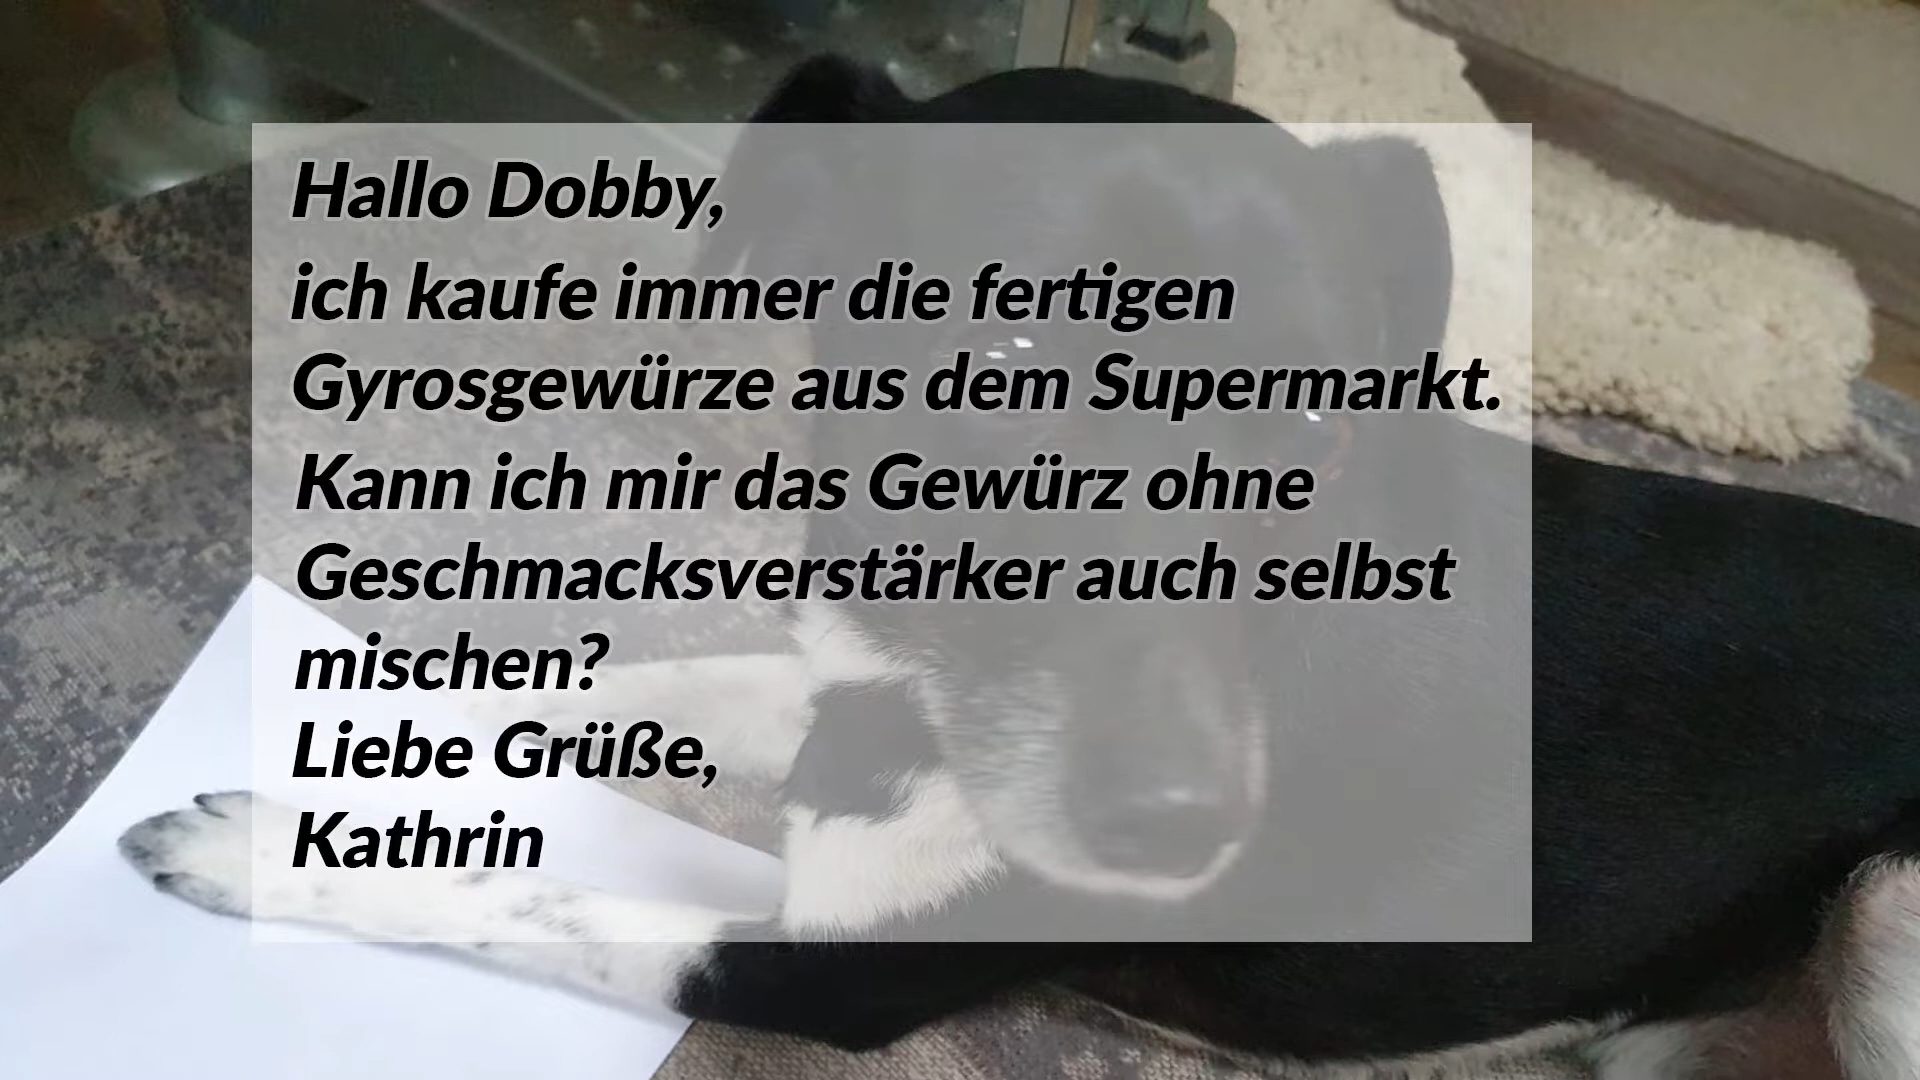 Hallo Dobby,
ich kaufe immer die fertigen
Gyrosgewürze aus dem Supermarkt.
Kann ich mir das Gewürz ohne
Geschmacksverstärker auch selbst
mischen?
Liebe Grüße,
Kathrin